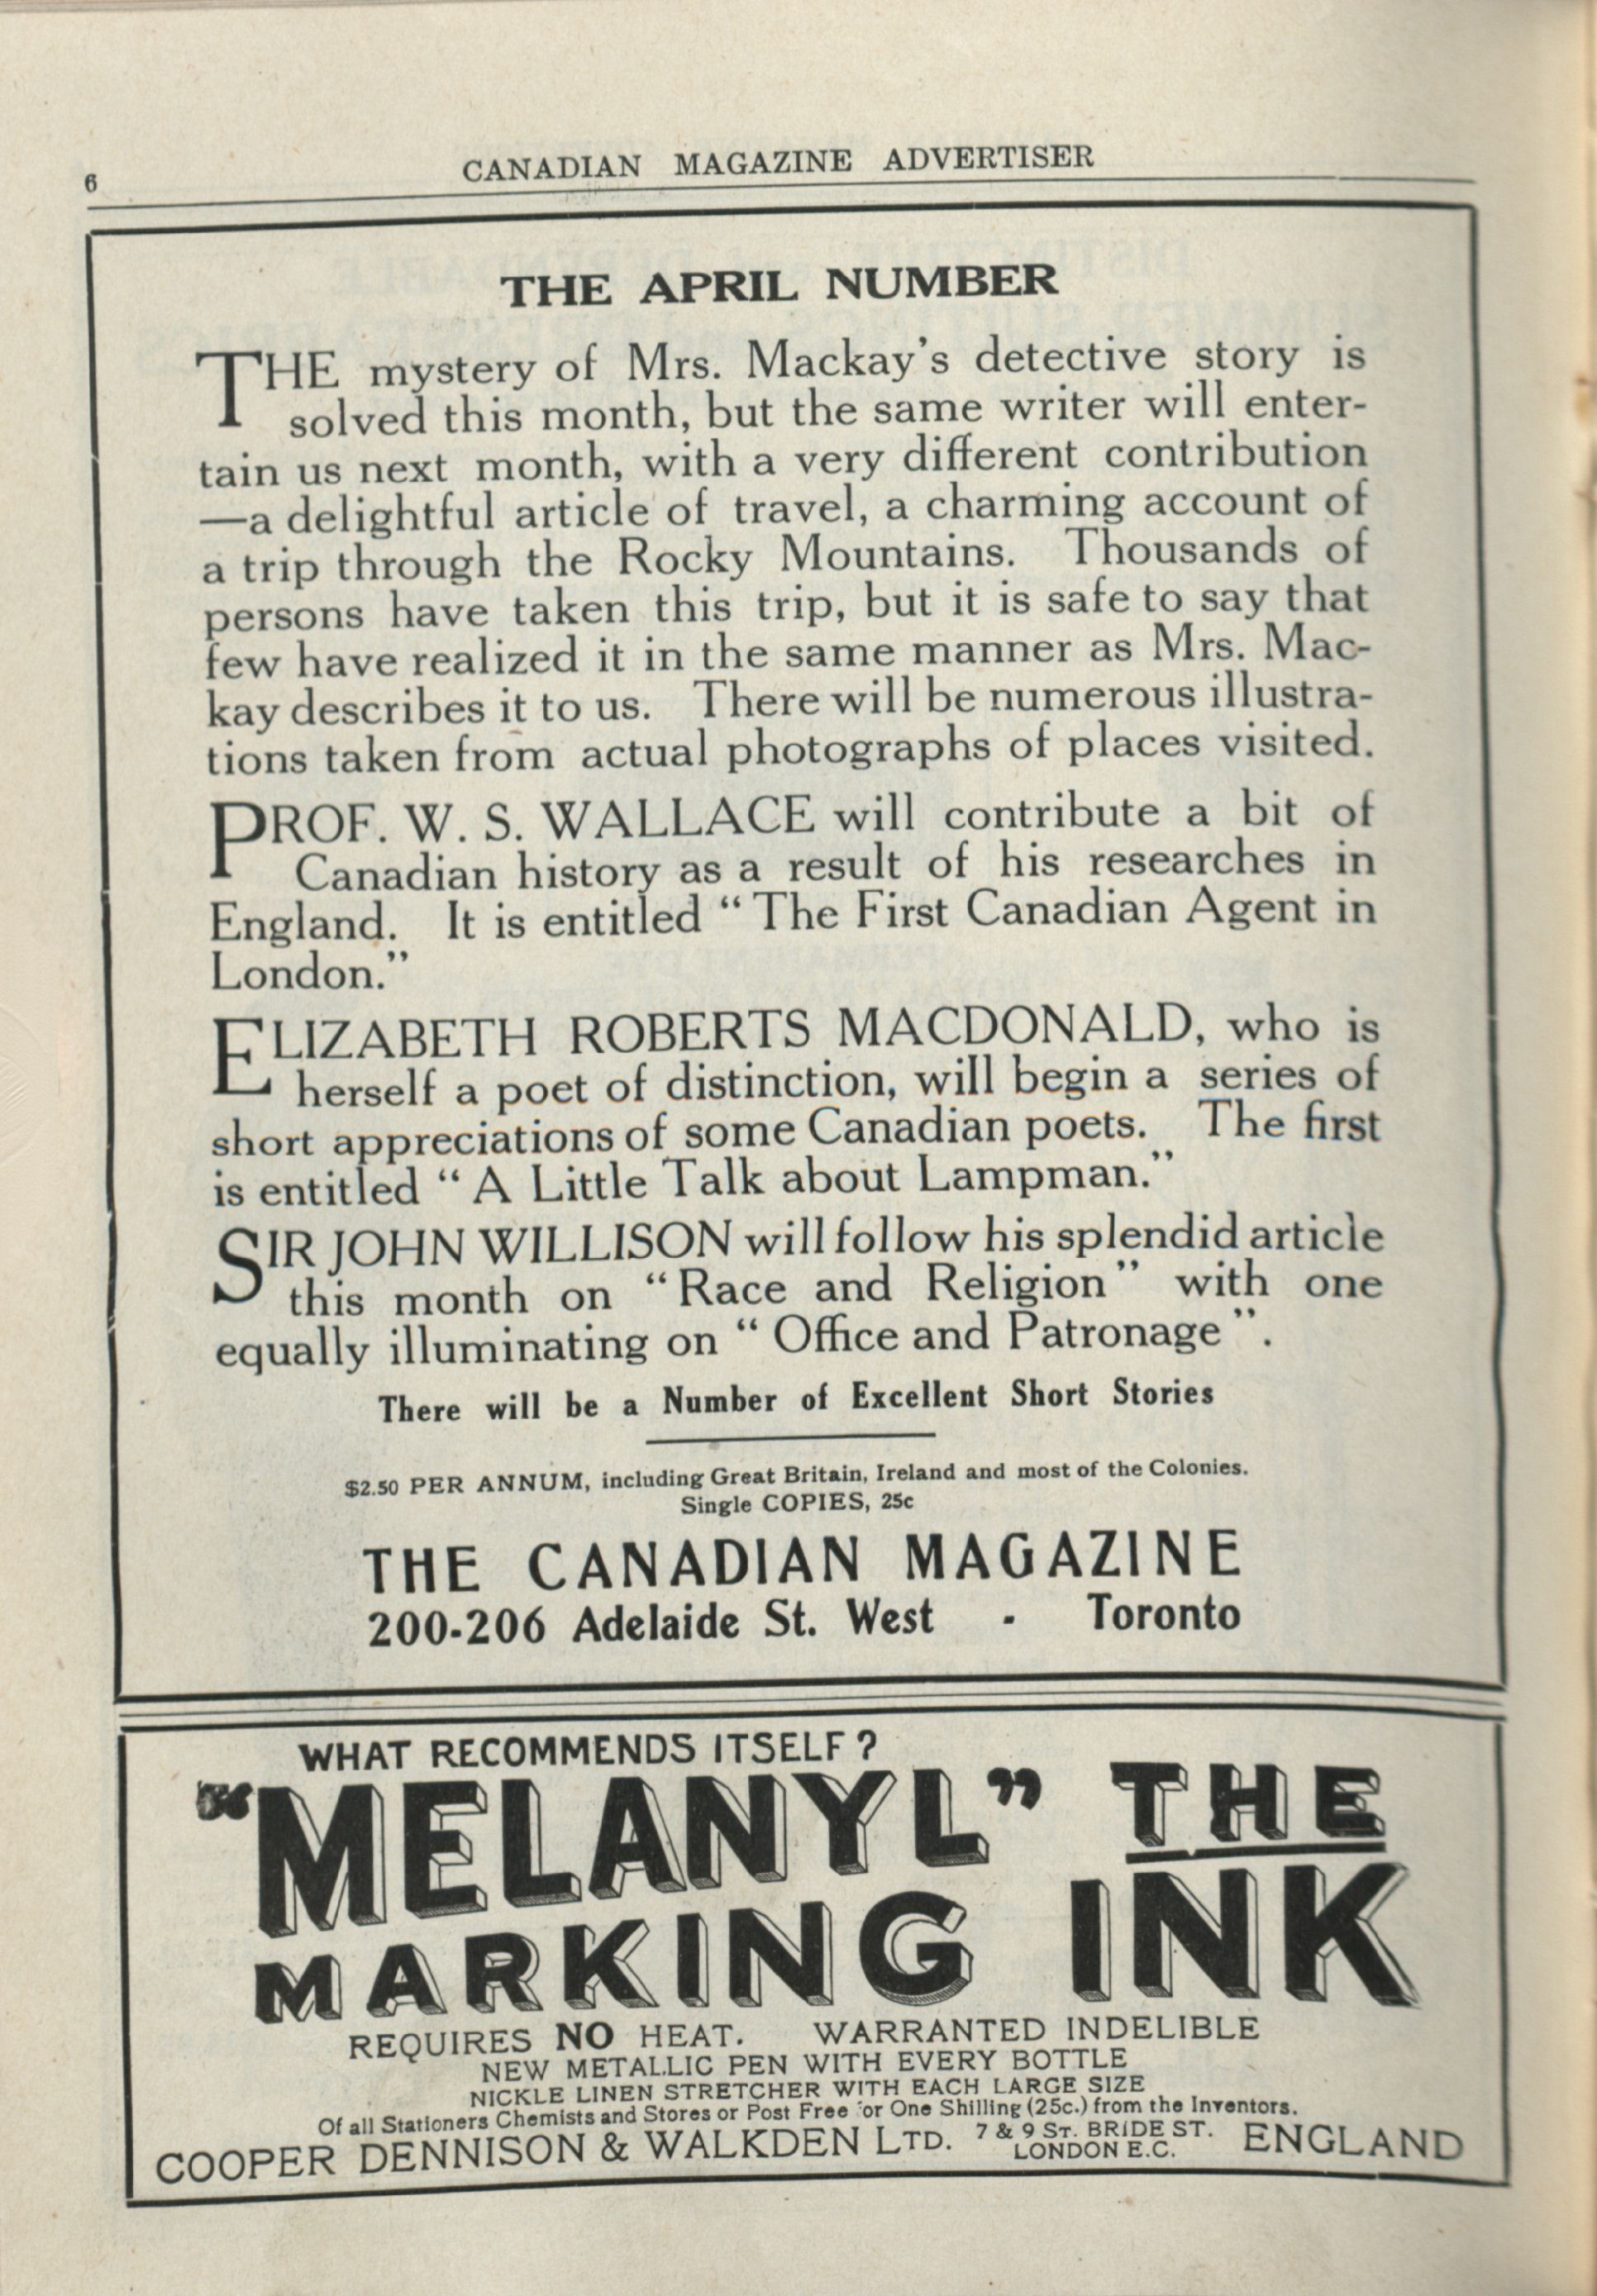 6
CANADIAN MAGAZINE ADVERTISER
THE APRIL NUMBER
THE mystery of Mrs. Mackay's detective story is
solved this month, but the same writer will enter-
tain us next month, with a very different contribution
—a delightful article of travel, a charming account of
a trip through the Rocky Mountains. Thousands of
persons have taken this trip, but it is safe to say that
few have realized it in the same manner as Mrs. Mac-
kay describes it to us. There will be numerous illustra-
tions taken from actual photographs of places visited.
PROF. W. S. WALLACE will contribute a bit of
Canadian history as a result of his researches in
England. It is entitled "The First Canadian Agent in
London."
ELIZABETH ROBERTS MACDONALD, who is
herself a poet of distinction, will begin a series of
short appreciations of some Canadian poets. The first
is entitled "A Little Talk about Lampman."
SIR JOHN WILLISON will follow his splendid article
this month on "Race and Religion" with one
equally illuminating on "Office and Patronage".
There will be a Number of Excellent Short Stories
$2.50 PER ANNUM, including Great Britain, Ireland and most of the Colonies.
Single COPIES, 25c
THE CANADIAN MAGAZINE
200-206 Adelaide St. West - Toronto
WHAT RECOMMENDS ITSELF?
"MELANYL" THE
MARKING INK
REQUIRES NO HEAT. WARRANTED INDELIBLE
NEW METALLIC PEN WITH EVERY BOTTLE
NICKLE LINEN STRETCHER WITH EACH LARGE SIZE
Of all Stationers Chemists and Stores or Post Free for One Shilling (25c.) from the Inventors.
COOPER DENNISON & WALKDEN LTD. 7 & 9 ST. BRIDE ST. LONDON E.C. ENGLAND